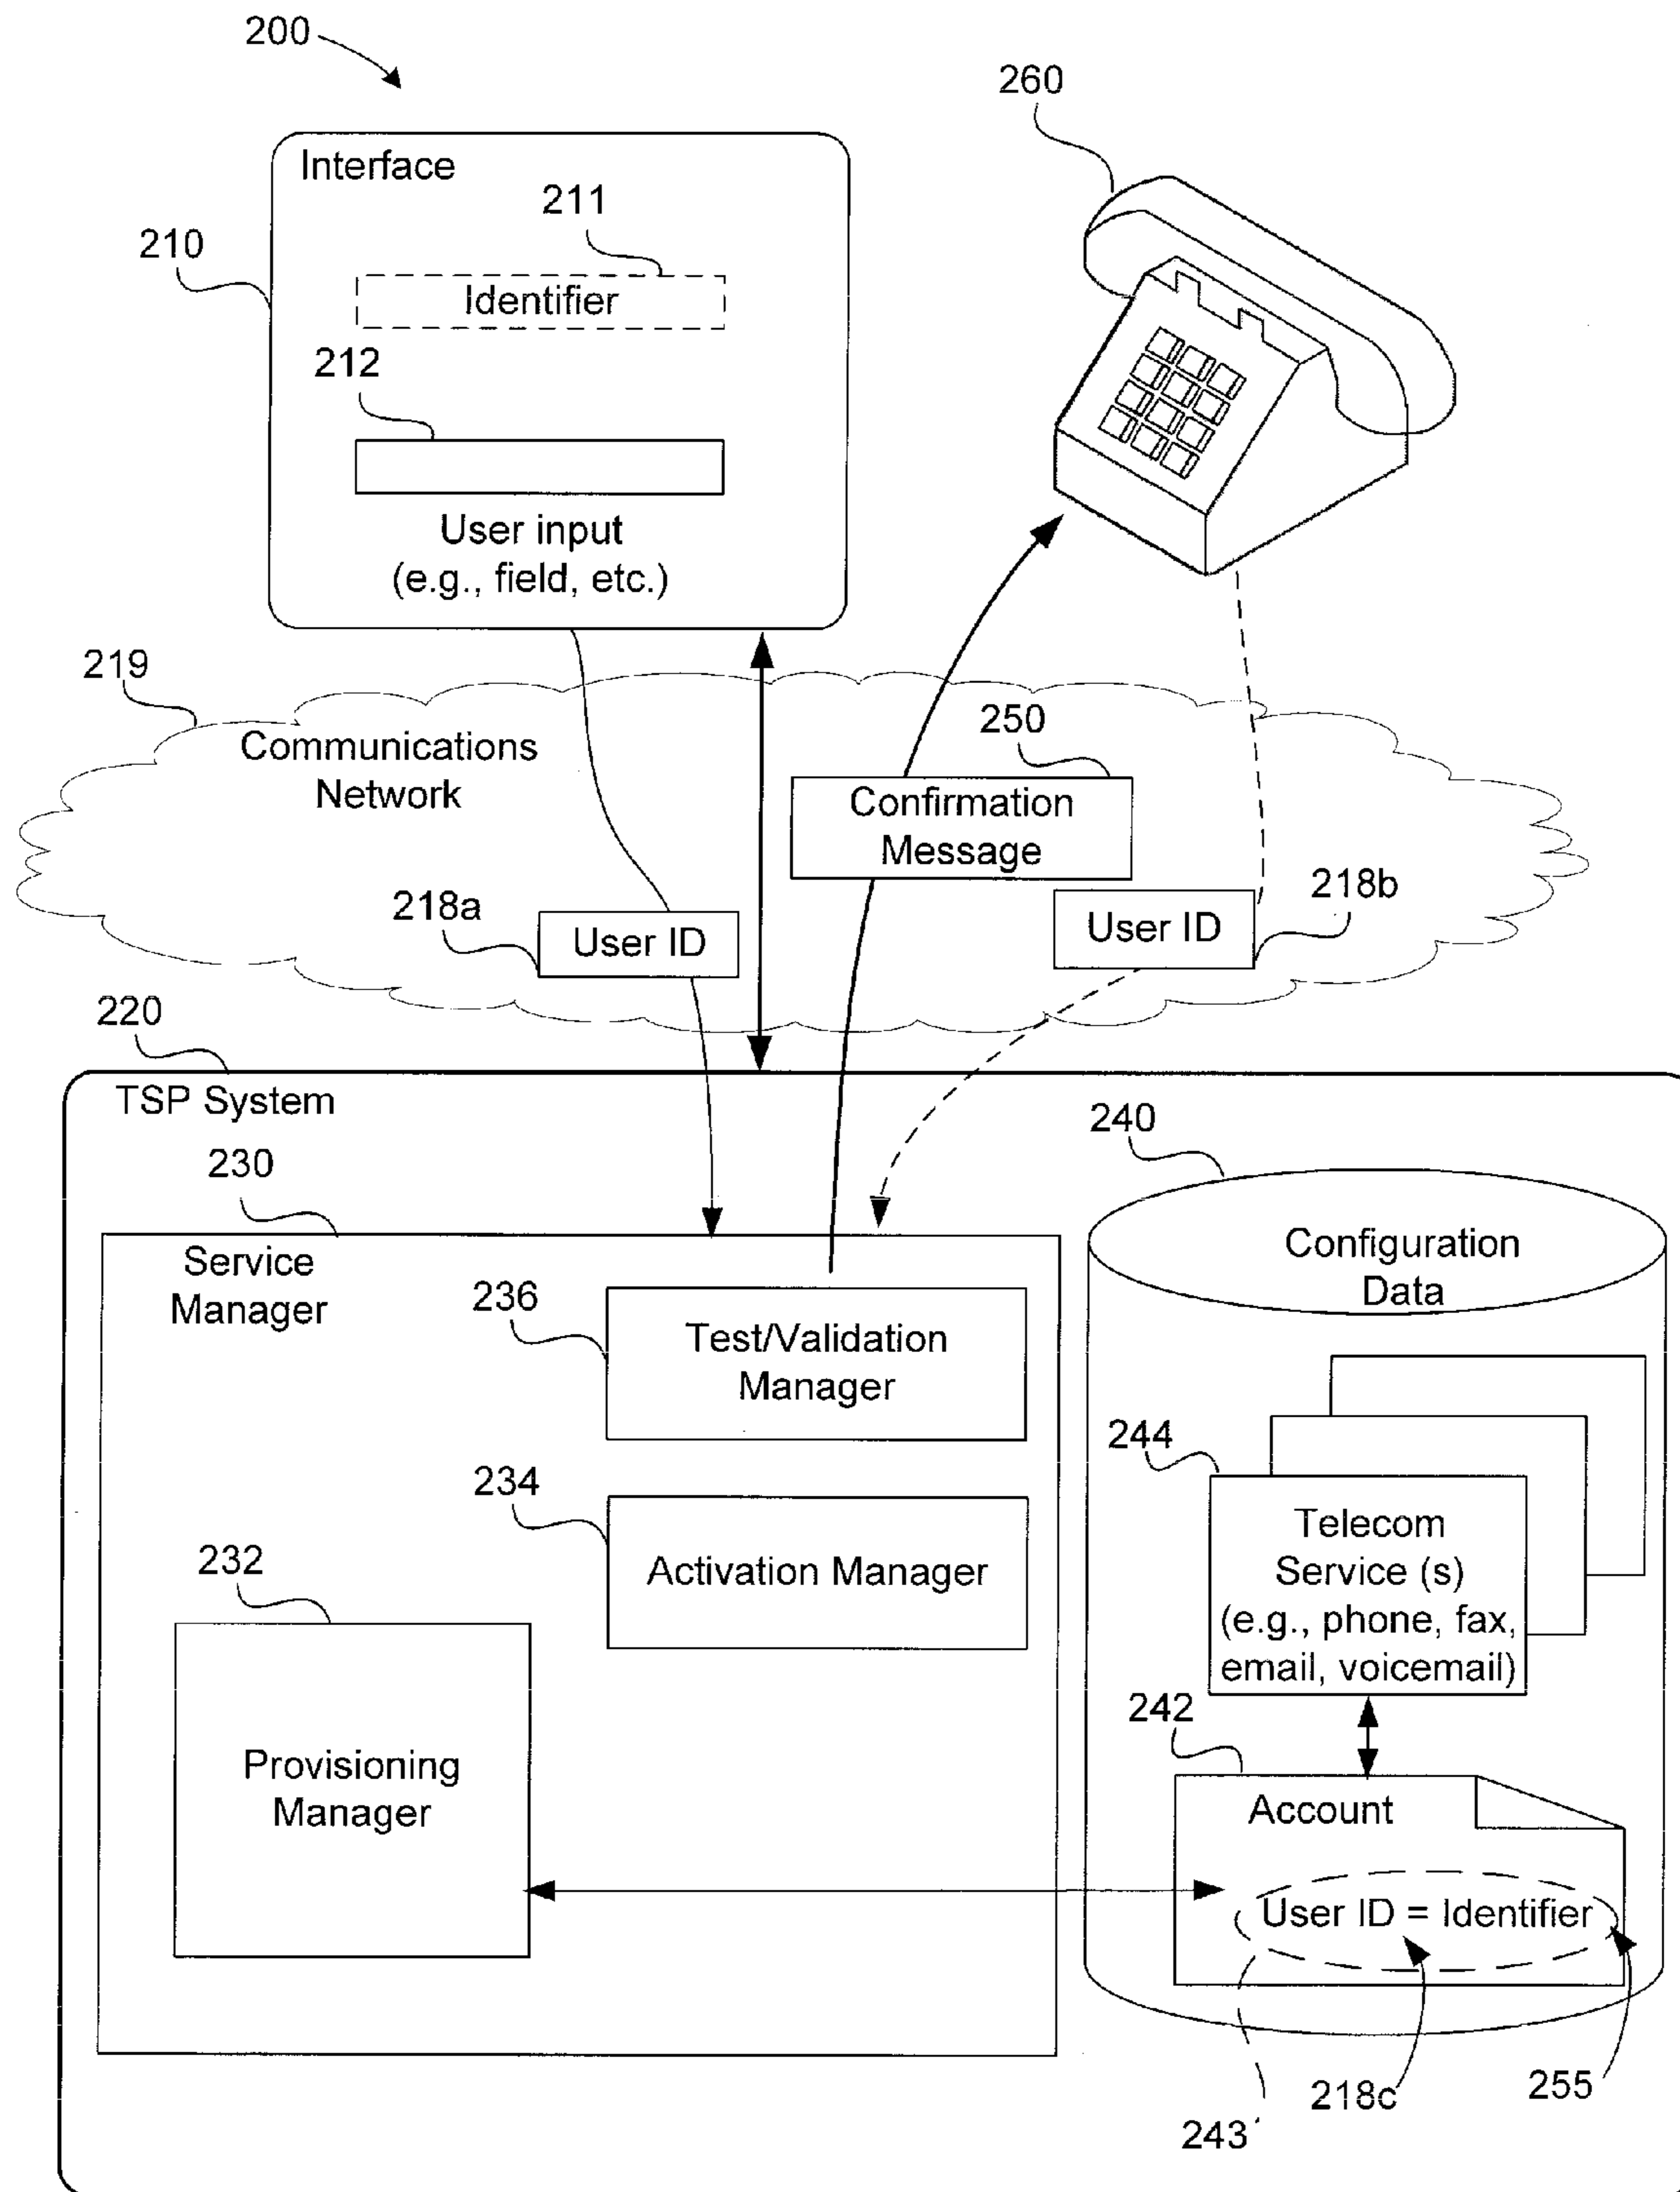 200
260
Interface
211
210
Identifier
212
User input
(e.g., field, etc.)
219
Communications
Network
250
Confirmation
Message
218a
User ID
218b
User ID
220
TSP System
240
230
Service
Manager
Configuration
Data
236
Test/Validation
Manager
244
234
Activation Manager
Telecom
Service (s)
(e.g., phone, fax,
email, voicemail)
232
242
Provisioning
Manager
Account
User ID = Identifier
255
218c
243